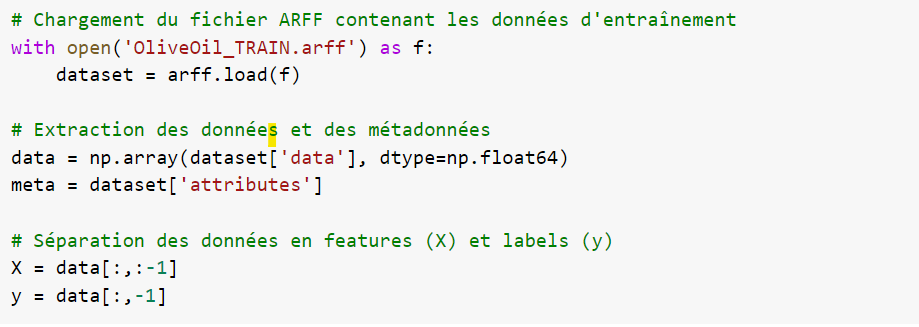 # Chargement du fichier ARFF contenant les données d'entraînement
with open('OliveOil_TRAIN.arff') as f:
    dataset = arff.load(f)
# Extraction des données et des métadonnées
data = np.array(dataset['data'], dtype=np.float64)
meta = dataset['attributes']
# Séparation des données en features (X) et labels (y)
X = data[:,:-1]
y = data[:,-1]